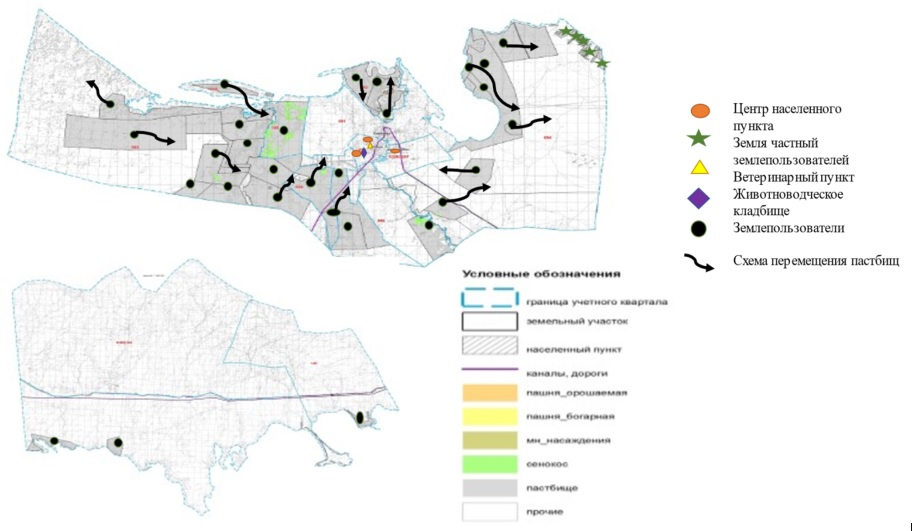 Центр населенного
пункта
Земля частный
землепользователей
Ветеринарный пункт
Животноводческое
кладбище
Землепользователи
Схема перемещения пастбищ
Условные обозначения
граница учетного квартала
земельный участок
населенный пункт
каналы, дороги
пашня_орошаемая
пашня_богарная
мн_насаждения
сенокос
пастбище
прочие